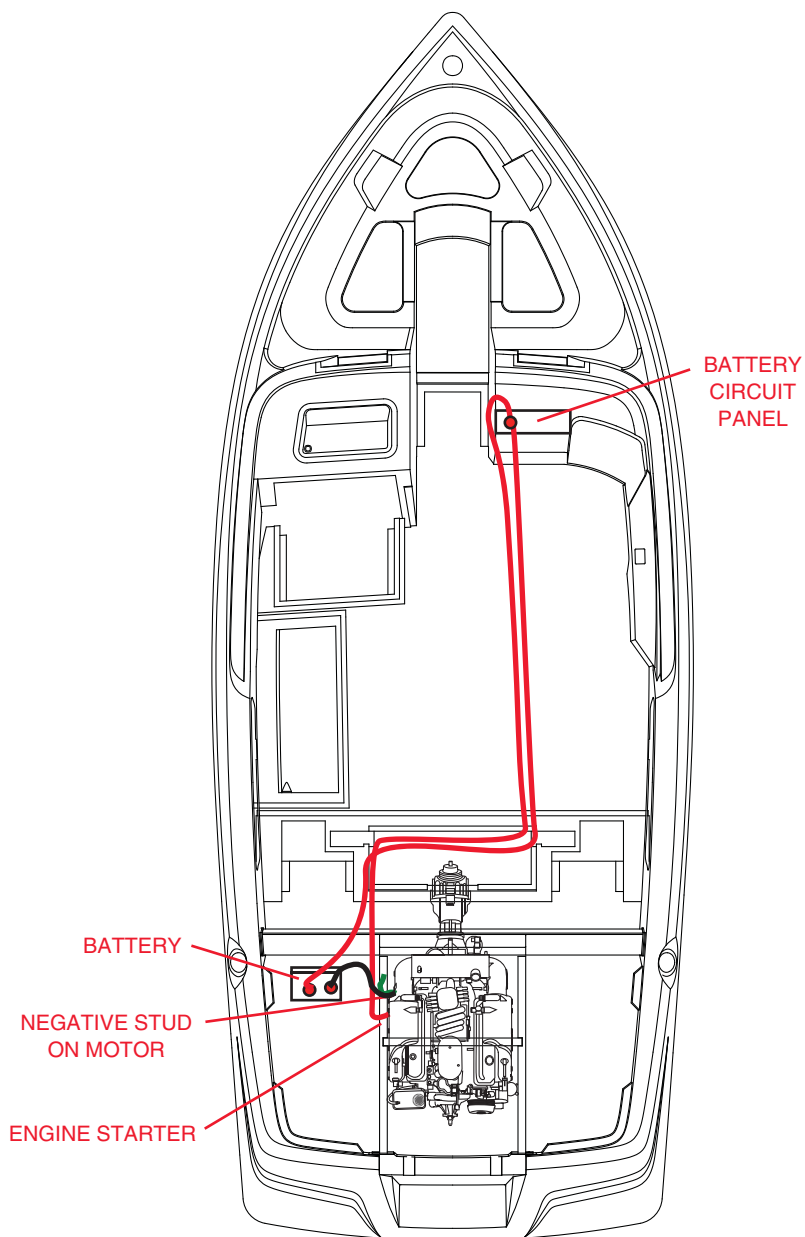 BATTERY
CIRCUIT
PANEL
BATTERY
NEGATIVE STUD
ON MOTOR
ENGINE STARTER